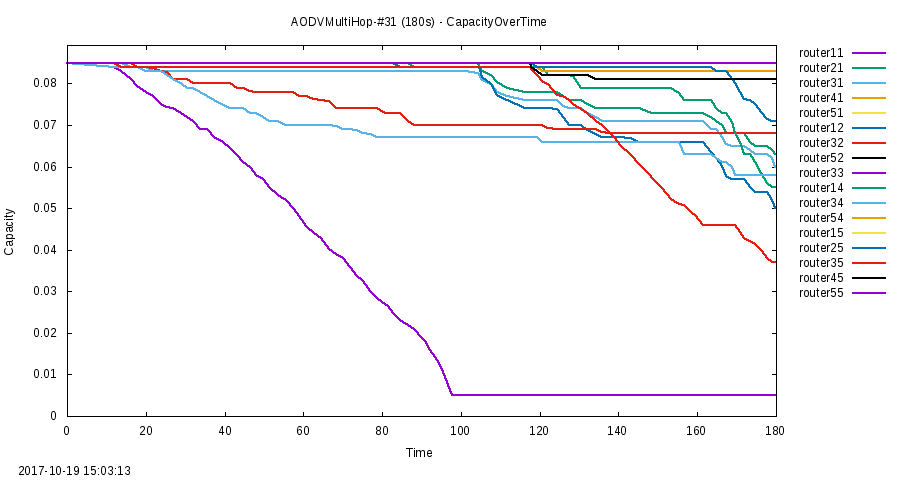 AODVMultiHop-#31 (180s) - CapacityOverTime
router11
router21
router31
router41
router51
router12
router32
router52
router33
router14
router34
router54
router15
router25
router35
router45
router55
Capacity
0.08
0.07
0.06
0.05
0.04
0.03
0.02
0.01
0
0 20 40 60 80 100 120 140 160 180
Time
2017-10-19 15:03:13